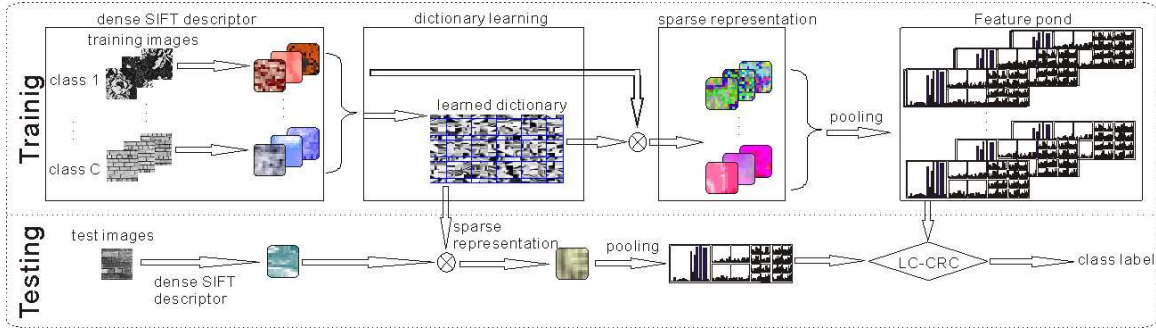 dense SIFT descriptor
dictionary learning
sparse representation
Feature pond
Trainig
training images
class 1
class C
learned dictionary
pooling
Testing
test images
dense SIFT
descriptor
sparse
representation
pooling
LC-CRC
class label